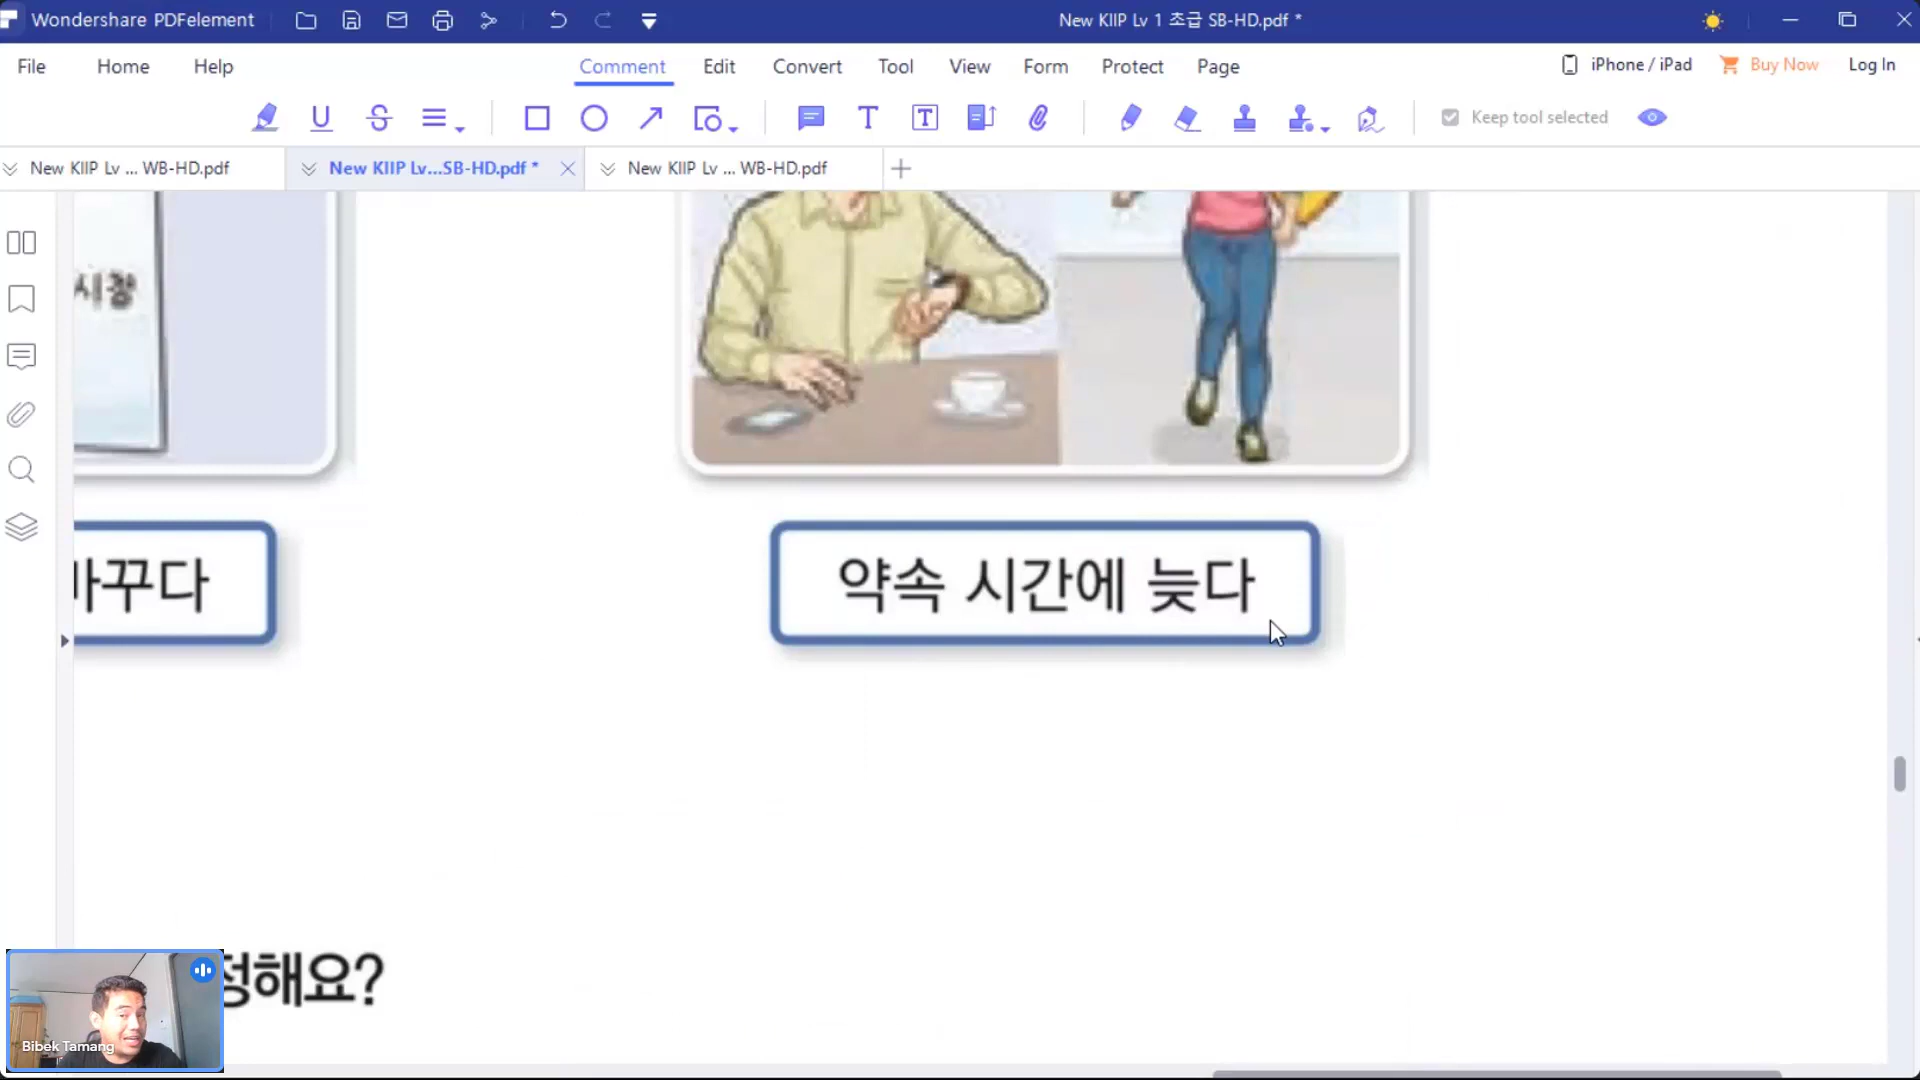 Wondershare PDFelement
New KIIP Lv 1 초급 SB-HD.pdf *
File Home Help Comment Edit Convert Tool View Form Protect Page iPhone / iPad Buy Now Log In
Keep tool selected
New KIIP Lv ... WB-HD.pdf New KIIP Lv...SB-HD.pdf * New KIIP Lv ... WB-HD.pdf
시장
바꾸다 약속 시간에 늦다
정해요?
Bibek Tamang